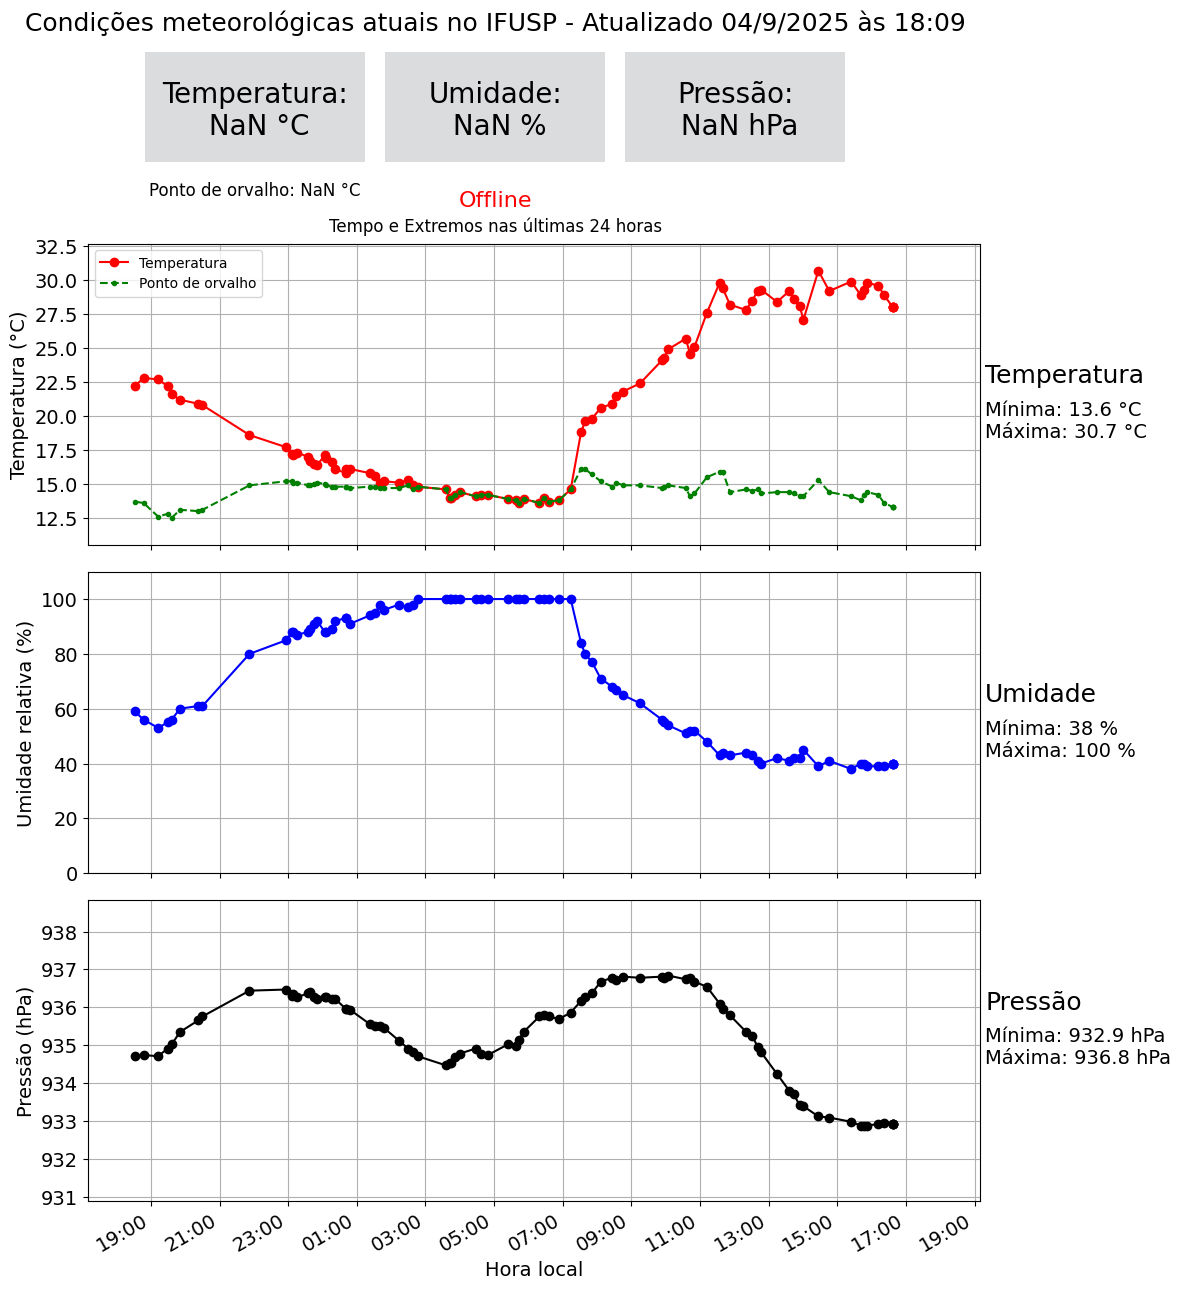 Condições meteorológicas atuais no IFUSP - Atualizado 04/9/2025 às 18:09
Temperatura:
NaN °C
Umidade:
NaN %
Pressão:
NaN hPa
Ponto de orvalho: NaN °C
Offline
Tempo e Extremos nas últimas 24 horas
Temperatura (°C)
32.5
30.0
27.5
25.0
22.5
20.0
17.5
15.0
12.5
Temperatura
Ponto de orvalho
Temperatura
Mínima: 13.6 °C
Máxima: 30.7 °C
Umidade relativa (%)
100
80
60
40
20
0
Umidade
Mínima: 38 %
Máxima: 100 %
Pressão (hPa)
938
937
936
935
934
933
932
931
Pressão
Mínima: 932.9 hPa
Máxima: 936.8 hPa
19:00
21:00
23:00
01:00
03:00
05:00
07:00
09:00
11:00
13:00
15:00
17:00
19:00
Hora local